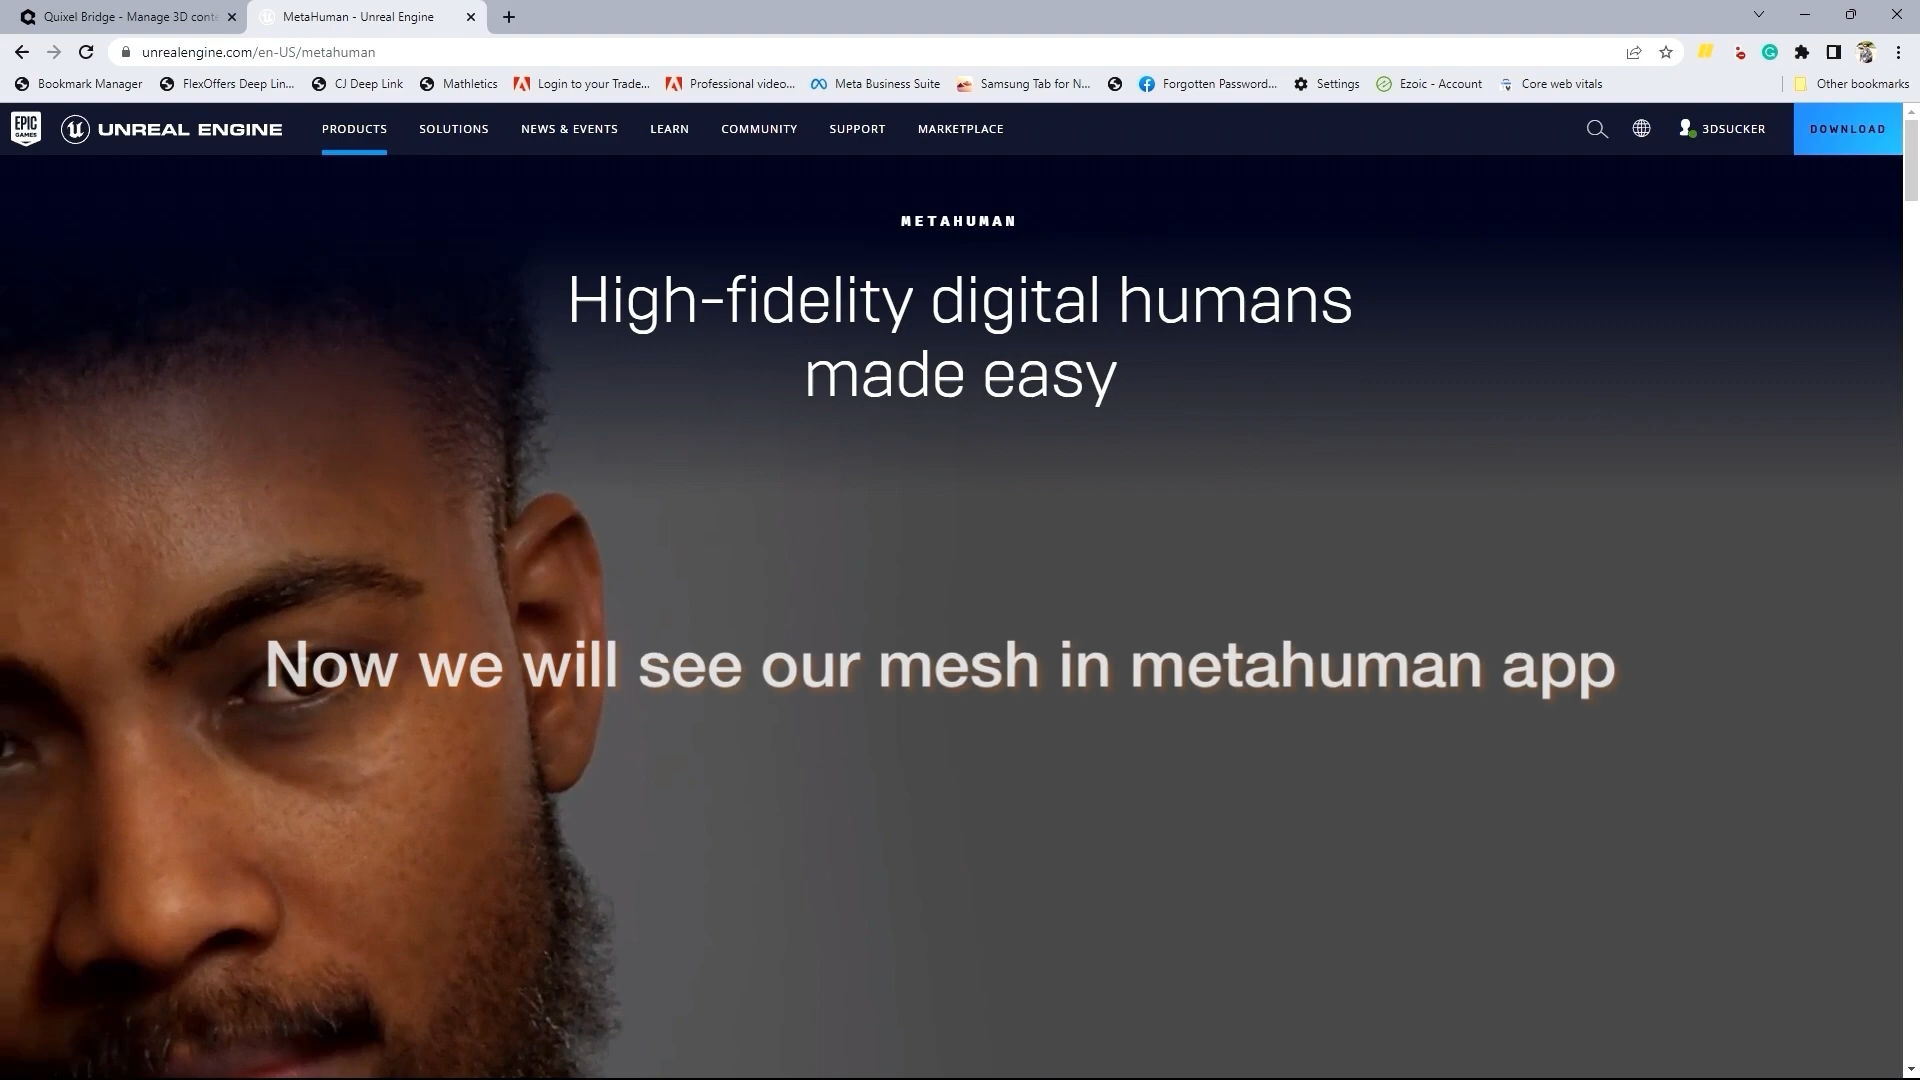 Quixel Bridge - Manage 3D conte
MetaHuman - Unreal Engine
unrealengine.com/en-US/metahuman
Bookmark Manager
FlexOffers Deep Lin...
CJ Deep Link
Mathletics
Login to your Trade...
Professional video...
Meta Business Suite
Samsung Tab for N...
Forgotten Password...
Settings
Ezoic - Account
Core web vitals
Other bookmarks
EPIC
GAMES
UNREAL ENGINE
PRODUCTS
SOLUTIONS
NEWS & EVENTS
LEARN
COMMUNITY
SUPPORT
MARKETPLACE
3DSUCKER
DOWNLOAD
METAHUMAN
High-fidelity digital humans
made easy
Now we will see our mesh in metahuman app